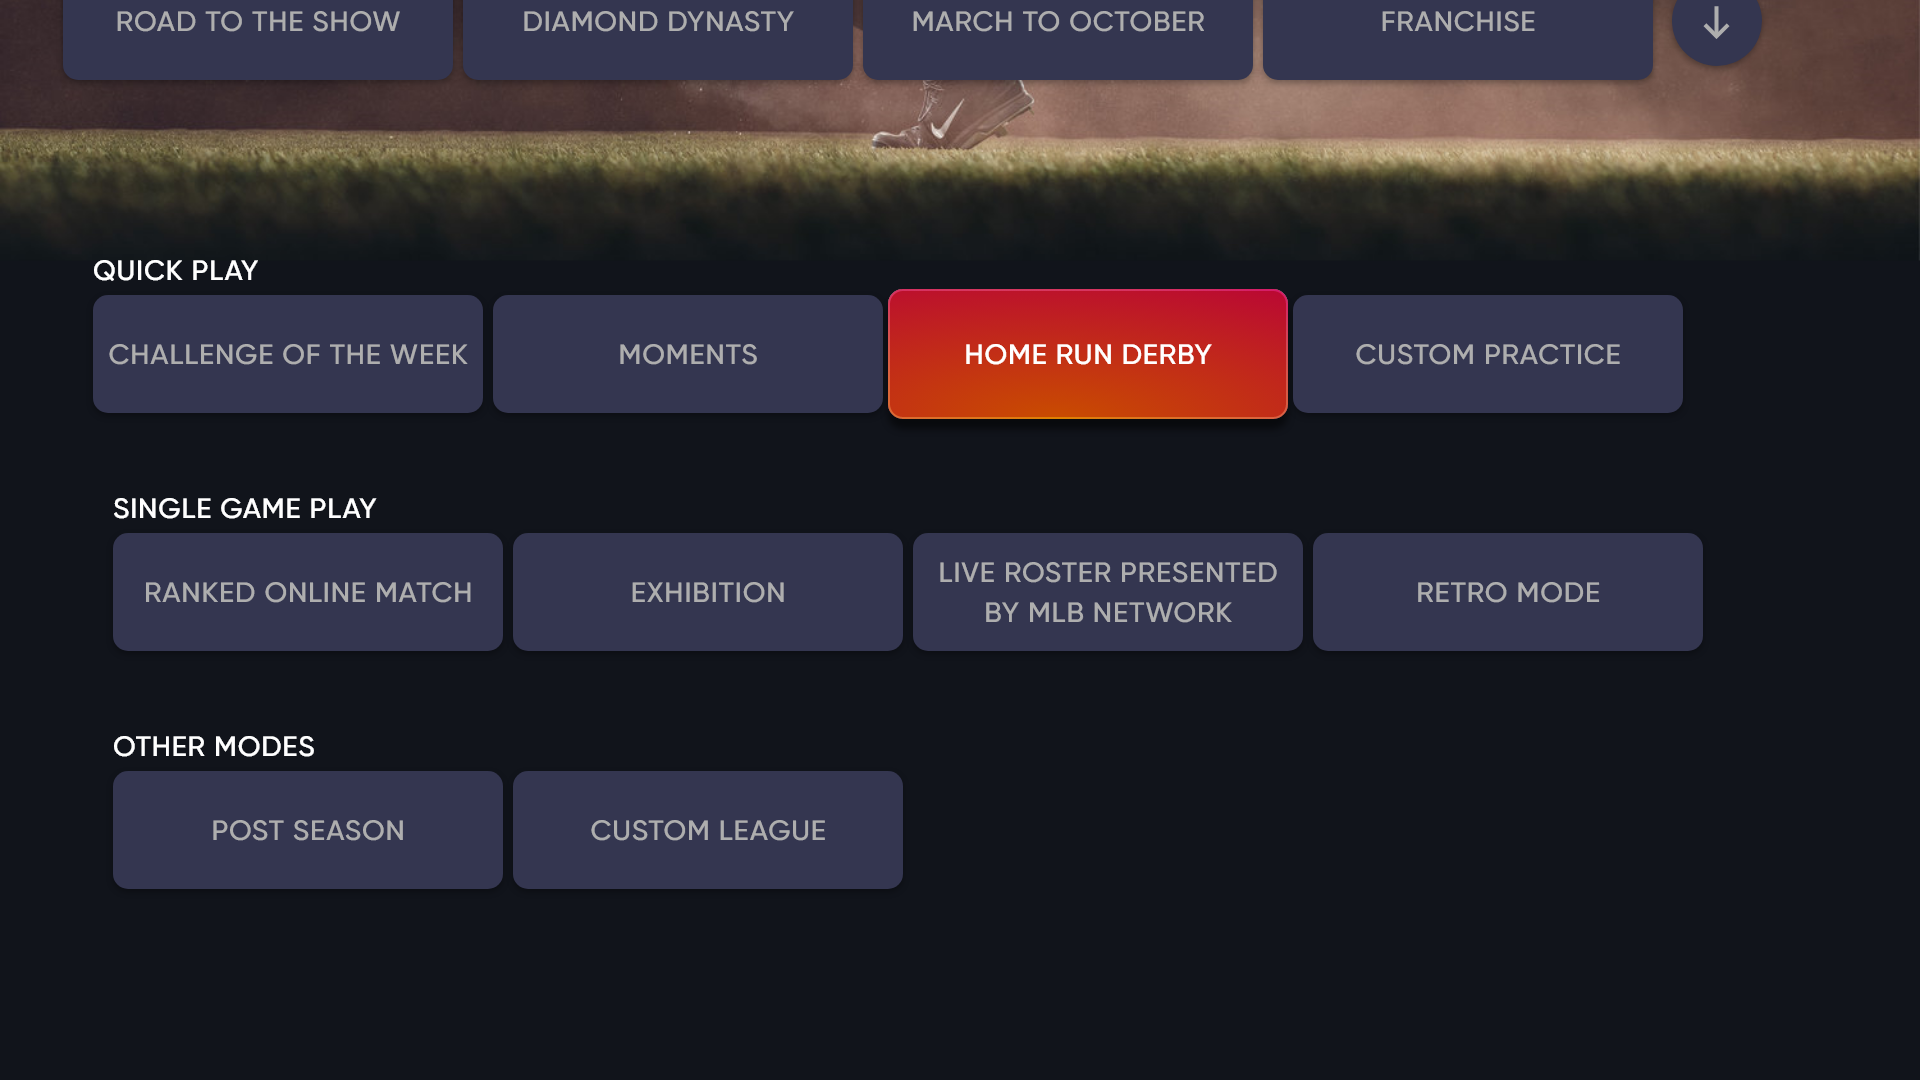 ROAD TO THE SHOW
DIAMOND DYNASTY
MARCH TO OCTOBER
FRANCHISE
QUICK PLAY
CHALLENGE OF THE WEEK
MOMENTS
HOME RUN DERBY
CUSTOM PRACTICE
SINGLE GAME PLAY
RANKED ONLINE MATCH
EXHIBITION
LIVE ROSTER PRESENTED
BY MLB NETWORK
RETRO MODE
OTHER MODES
POST SEASON
CUSTOM LEAGUE